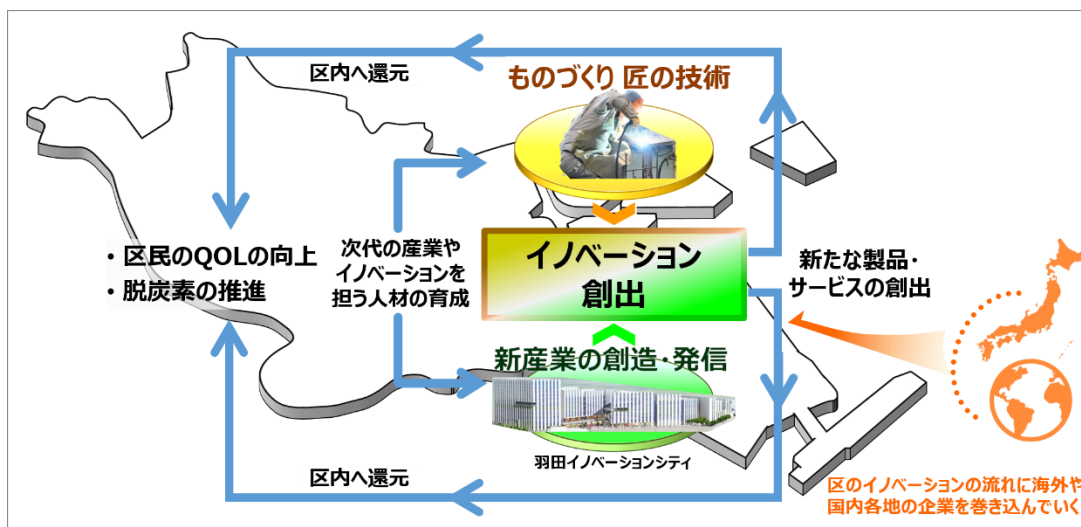 区内へ還元
ものづくり 匠の技術
・区民のQOLの向上
・脱炭素の推進
次代の産業や
イノベーションを
担う人材の育成
イノベーション
創出
新たな製品・
サービスの創出
新産業の創造・発信
羽田イノベーションシティ
区内へ還元
区のイノベーションの流れに海外や
国内各地の企業を巻き込んでいく